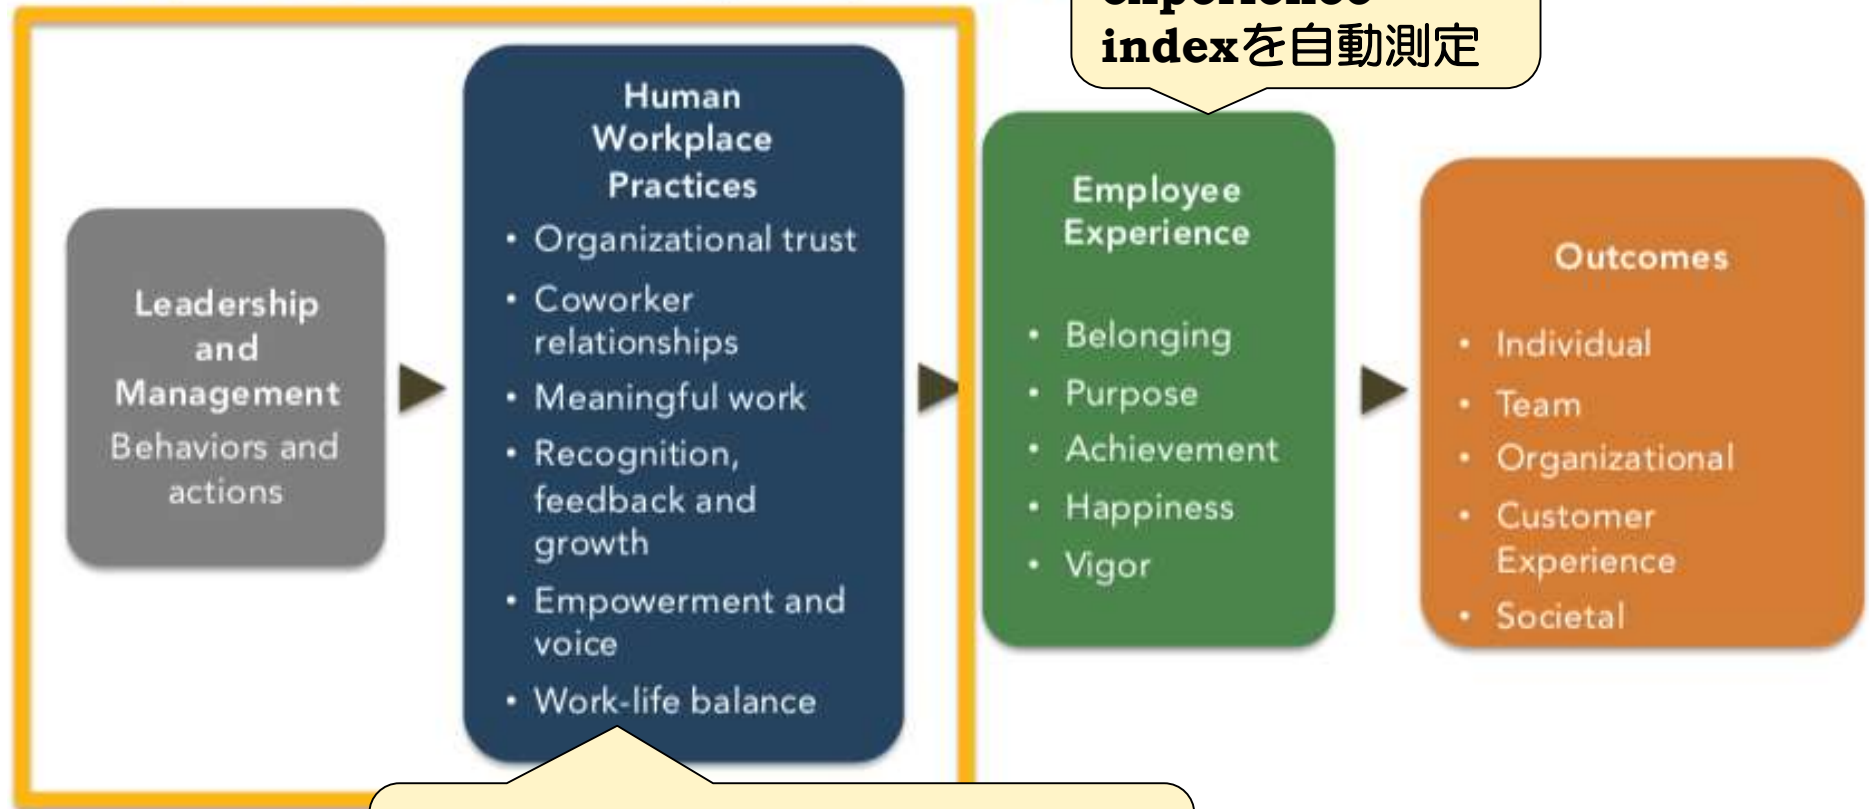 indexを自動測定
Human
Workplace
Practices
• Organizational trust
• Coworker
relationships
• Meaningful work
• Recognition,
feedback and
growth
• Empowerment and
voice
• Work-life balance
Leadership
and
Management
Behaviors and
actions
Employee
Experience
• Belonging
• Purpose
• Achievement
• Happiness
• Vigor
Outcomes
• Individual
• Team
• Organizational
• Customer
Experience
• Societal